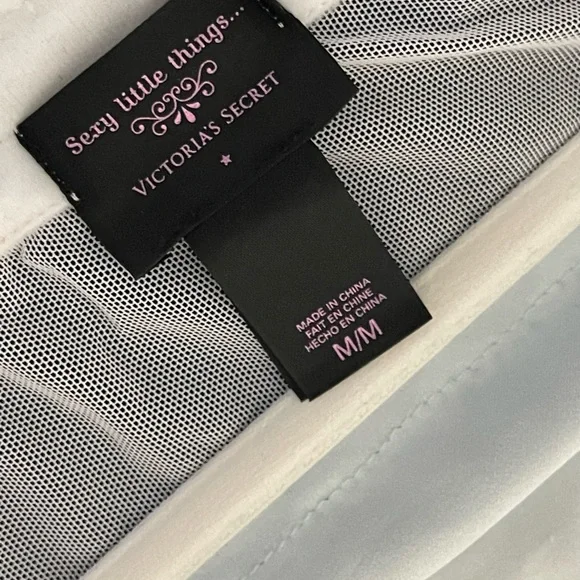 Sexy little things...
VICTORIA'S SECRET
MADE IN CHINA
FAIT EN CHINE
HECHO EN CHINA
M/M